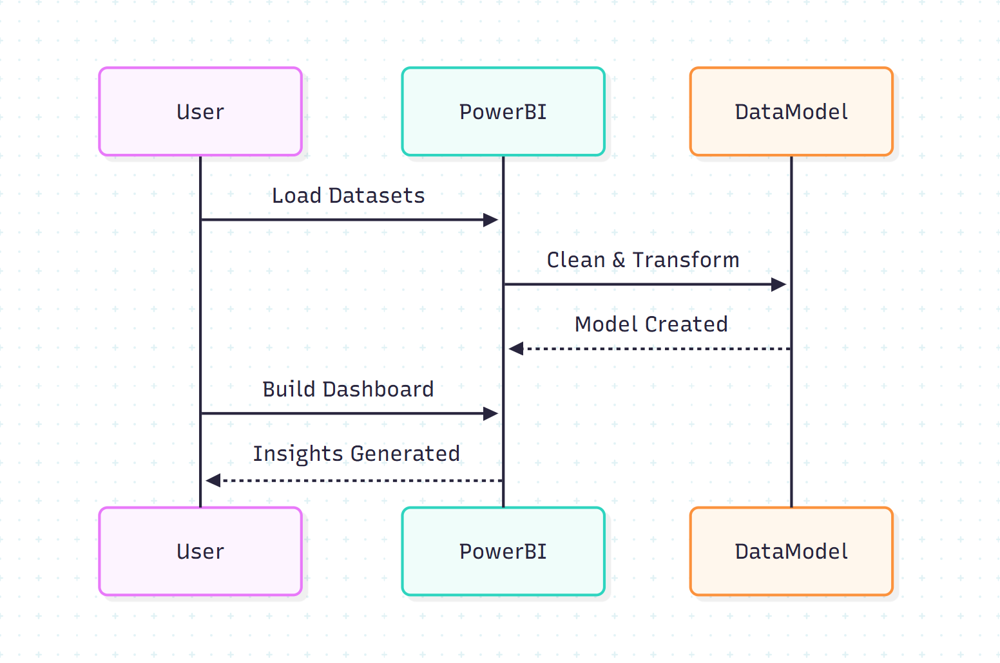 User
PowerBI
DataModel
Load Datasets
Clean & Transform
Model Created
Build Dashboard
Insights Generated
User
PowerBI
DataModel